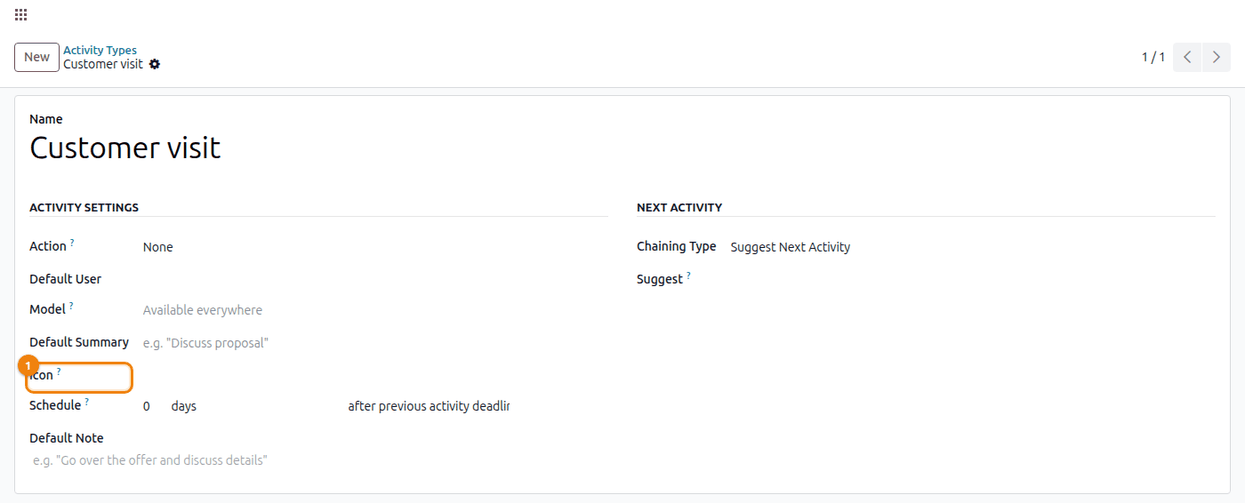 New
Activity Types
Customer visit
1 / 1
Name
Customer visit
ACTIVITY SETTINGS
Action ?
None
Default User
Model ?
Available everywhere
Default Summary
e.g. "Discuss proposal"
1
Icon ?
Schedule ?
0 days after previous activity deadlin
Default Note
e.g. "Go over the offer and discuss details"
NEXT ACTIVITY
Chaining Type
Suggest Next Activity
Suggest ?